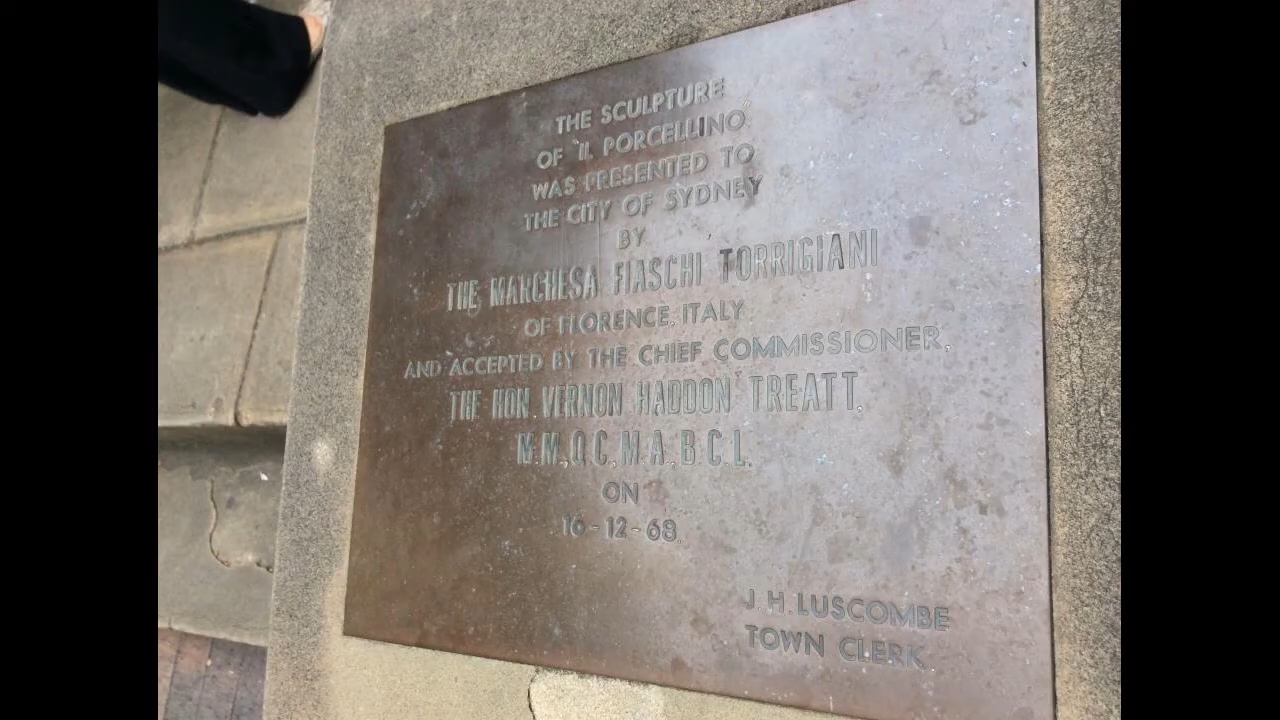 THE SCULPTURE
OF "IL PORCELLINO"
WAS PRESENTED TO
THE CITY OF SYDNEY
BY
THE MARCHESA FIASCHI TORRIGIANI
OF FLORENCE, ITALY
AND ACCEPTED BY THE CHIEF COMMISSIONER,
THE HON. VERNON HADDON TREATT,
M.M., Q.C., M.A., B.C.L.
ON
16-12-68.
J. H. LUSCOMBE
TOWN CLERK.